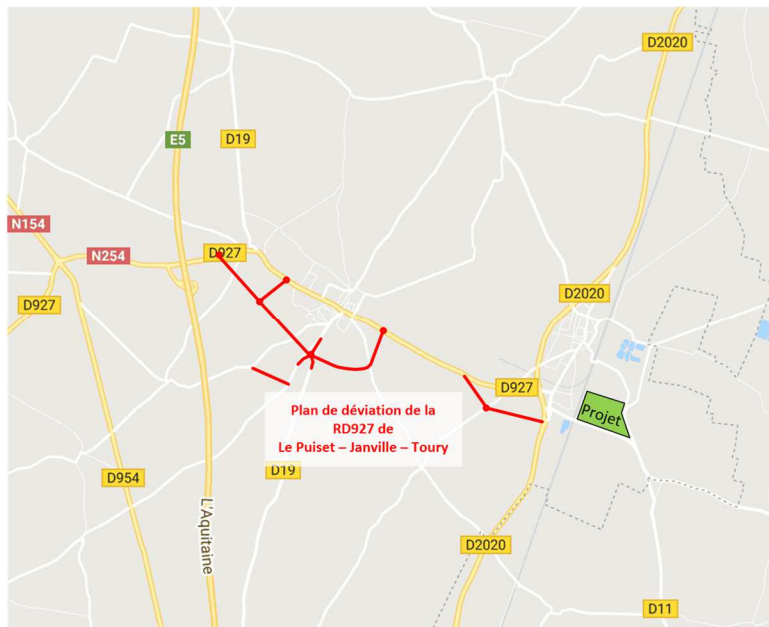 D2020
E5
D19
N154
D927
N254
D2020
D927
D927
Plan de déviation de la
RD927 de
Le Puiset – Janville – Toury
Projet
D19
D954
L'Aquitaine
D2020
D11